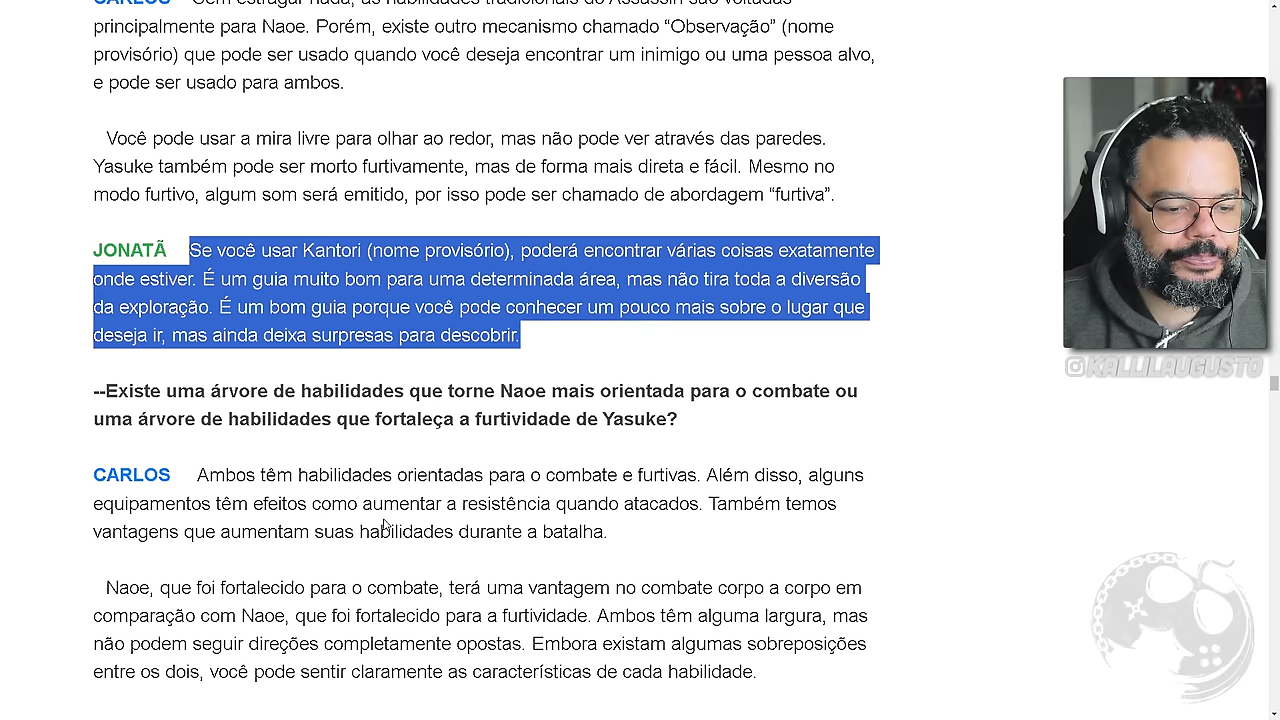 CARLOS Sem estragar nada, as habilidades tradicionais do Assassin são voltadas
principalmente para Naoe. Porém, existe outro mecanismo chamado “Observação” (nome
provisório) que pode ser usado quando você deseja encontrar um inimigo ou uma pessoa alvo,
e pode ser usado para ambos.
Você pode usar a mira livre para olhar ao redor, mas não pode ver através das paredes.
Yasuke também pode ser morto furtivamente, mas de forma mais direta e fácil. Mesmo no
modo furtivo, algum som será emitido, por isso pode ser chamado de abordagem “furtiva”.
JONATÃ Se você usar Kantori (nome provisório), poderá encontrar várias coisas exatamente
onde estiver. É um guia muito bom para uma determinada área, mas não tira toda a diversão
da exploração. É um bom guia porque você pode conhecer um pouco mais sobre o lugar que
deseja ir, mas ainda deixa surpresas para descobrir.
--Existe uma árvore de habilidades que torne Naoe mais orientada para o combate ou
uma árvore de habilidades que fortaleça a furtividade de Yasuke?
CARLOS Ambos têm habilidades orientadas para o combate e furtivas. Além disso, alguns
equipamentos têm efeitos como aumentar a resistência quando atacados. Também temos
vantagens que aumentam suas habilidades durante a batalha.
Naoe, que foi fortalecido para o combate, terá uma vantagem no combate corpo a corpo em
comparação com Naoe, que foi fortalecido para a furtividade. Ambos têm alguma largura, mas
não podem seguir direções completamente opostas. Embora existam algumas sobreposições
entre os dois, você pode sentir claramente as características de cada habilidade.
KALLILAUGUSTO